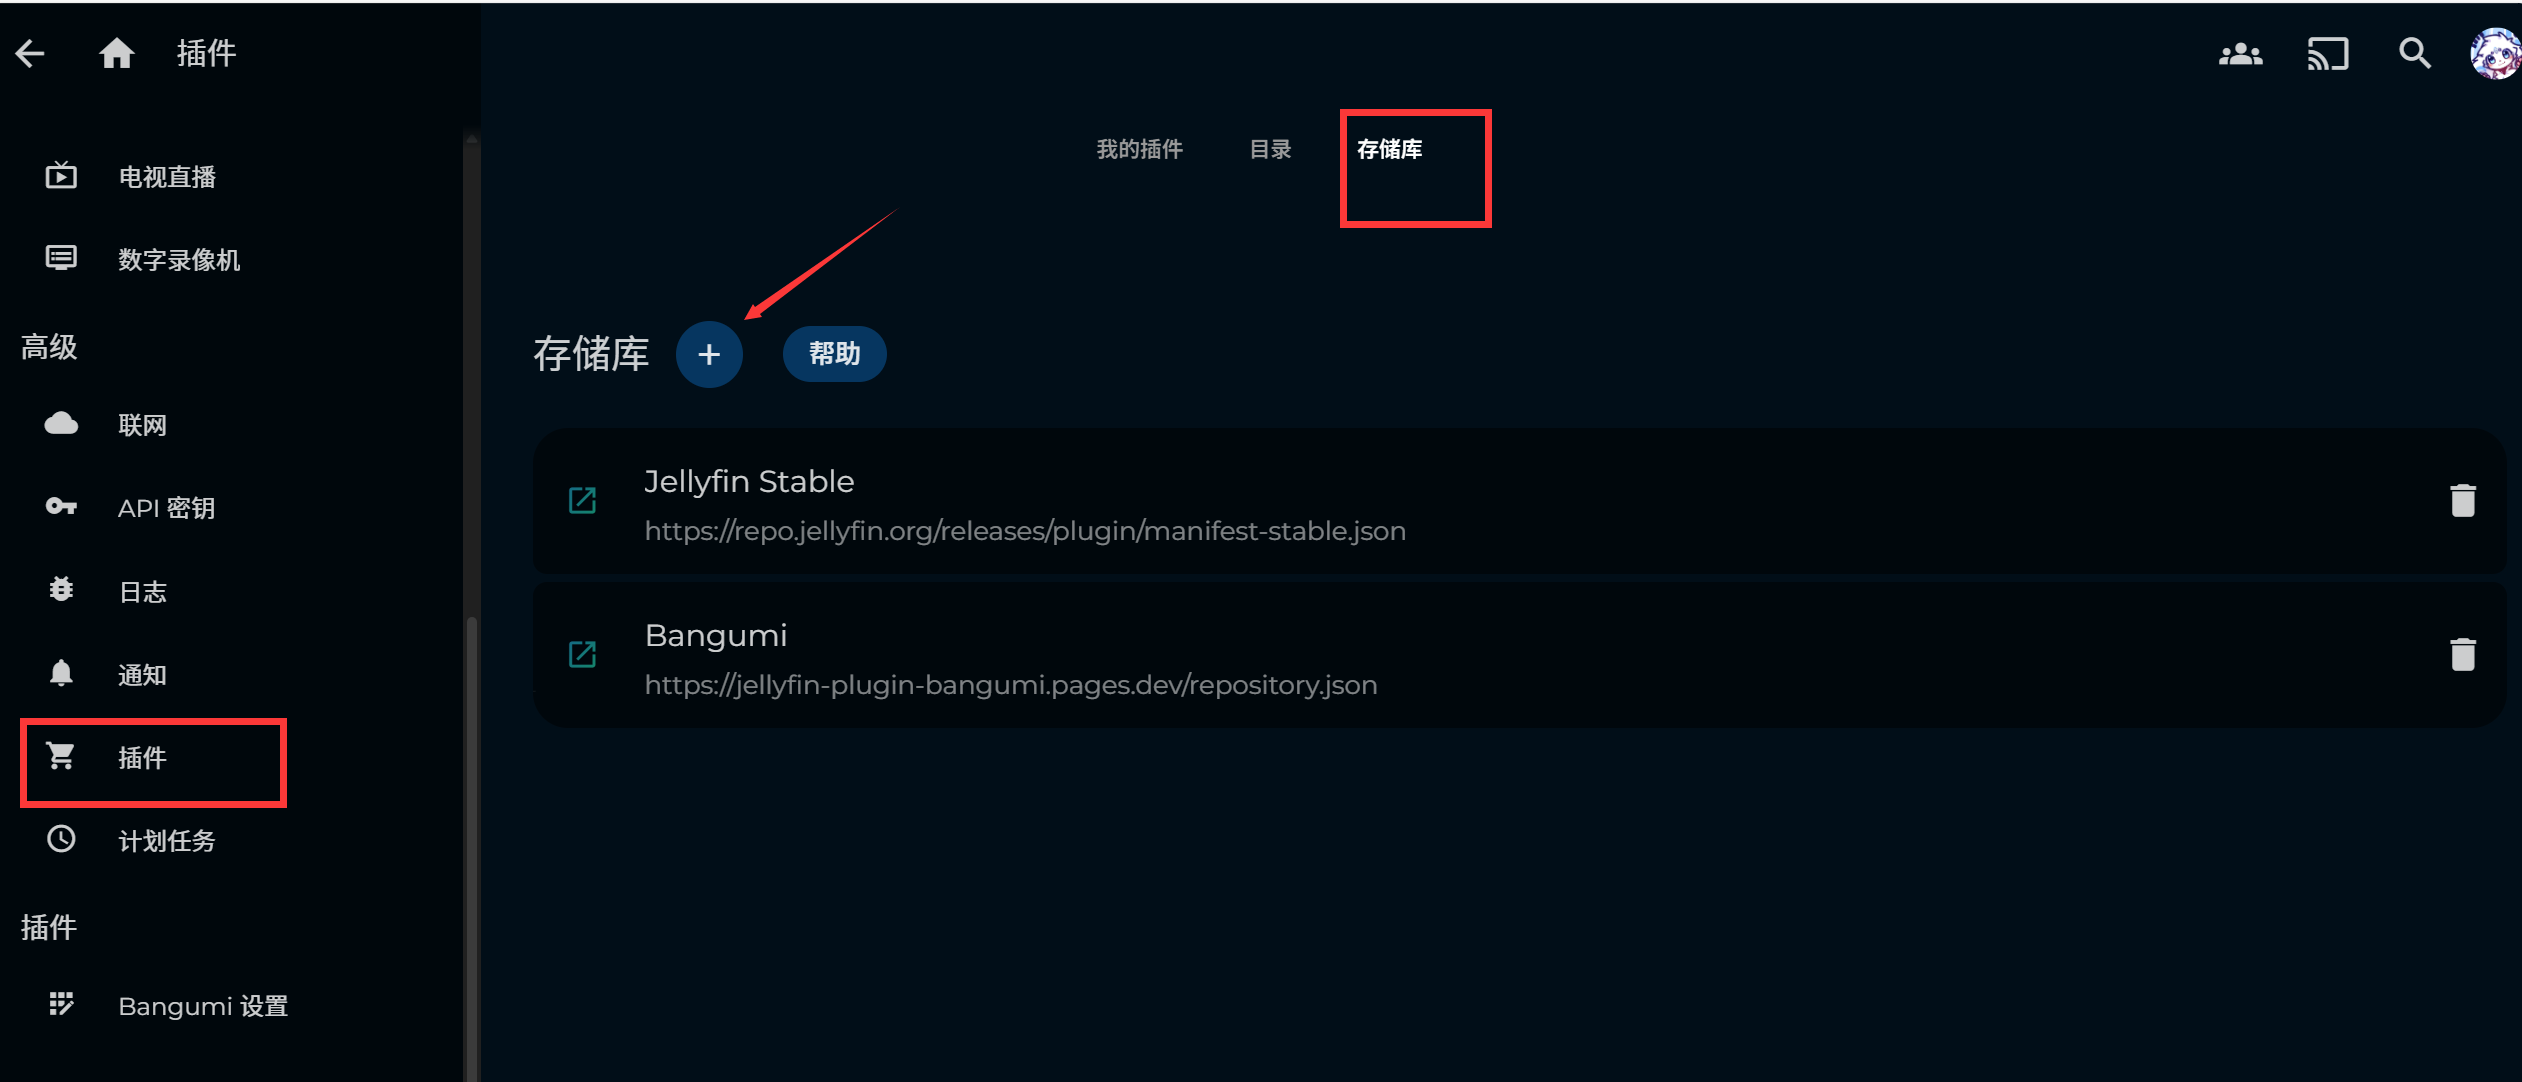 插件
电视直播
数字录像机
高级
联网
API 密钥
日志
通知
插件
计划任务
插件
Bangumi 设置
我的插件
目录
存储库
存储库
+
帮助
Jellyfin Stable
https://repo.jellyfin.org/releases/plugin/manifest-stable.json
Bangumi
https://jellyfin-plugin-bangumi.pages.dev/repository.json